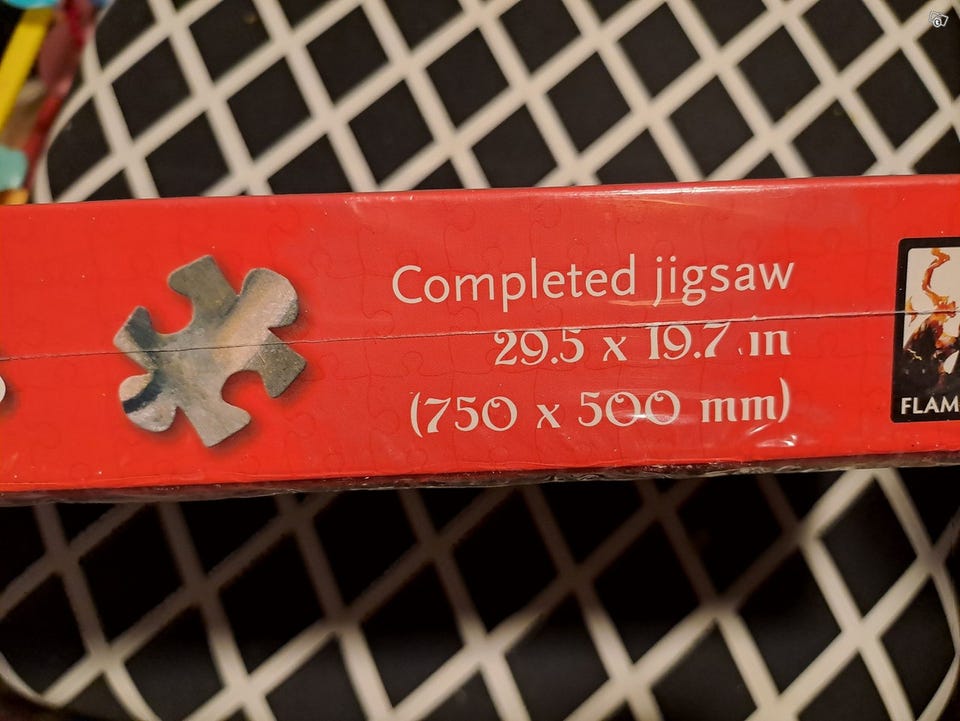 Completed jigsaw
29.5 x 19.7 in
(750 x 500 mm)
FLAM